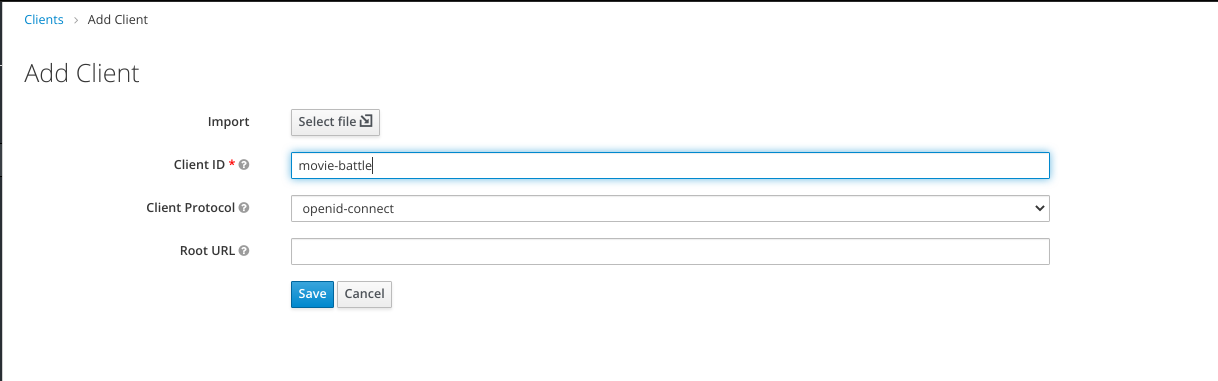 Clients > Add Client
Add Client
Import Select file
Client ID * movie-battle
Client Protocol openid-connect
Root URL
Save Cancel